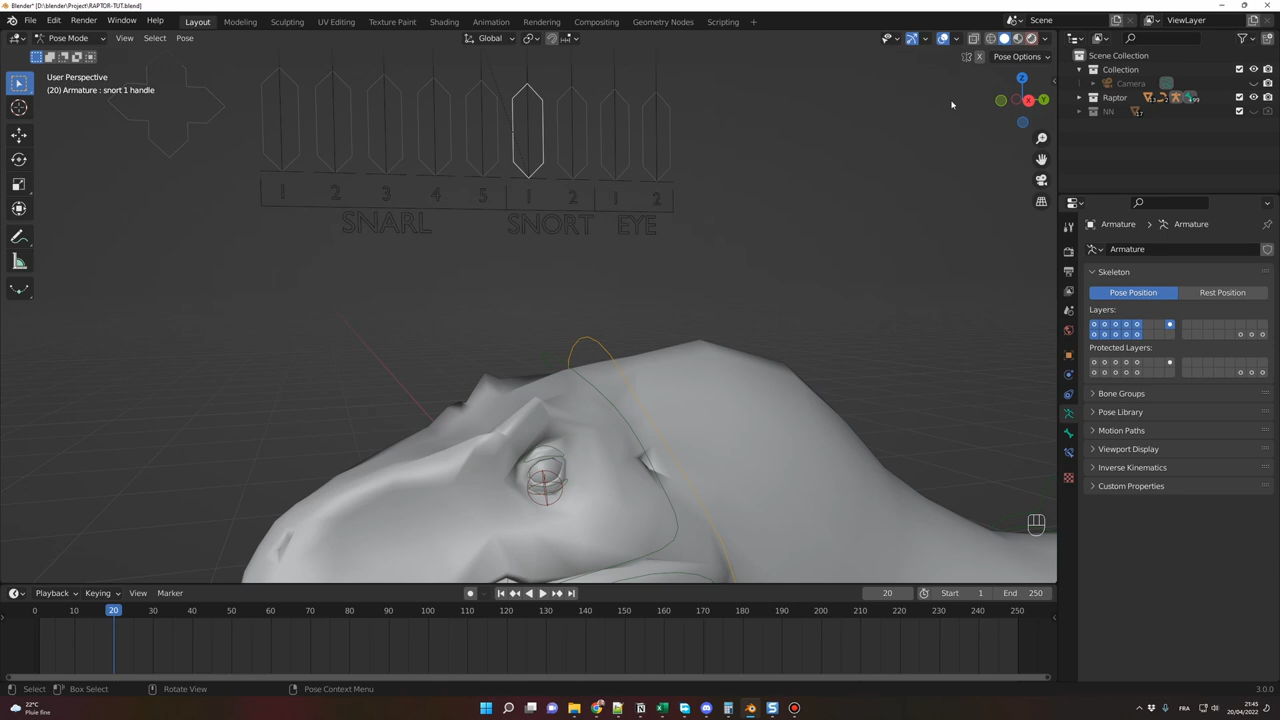 Blender* [D:\blender\Project\RAPTOR-TUT.blend]
File Edit Render Window Help Layout Modeling Sculpting UV Editing Texture Paint Shading Animation Rendering Compositing Geometry Nodes Scripting + Scene ViewLayer
Pose Mode View Select Pose Global
X Pose Options
User Perspective
(20) Armature : snort 1 handle
Scene Collection
Collection
Camera
Raptor
NN 17
Z
X Y
1 2 3 4 5 1 2 1 2
SNARL SNORT EYE
Armature > Armature
Armature
Skeleton
Pose Position Rest Position
Layers:
Protected Layers:
Bone Groups
Pose Library
Motion Paths
Viewport Display
Inverse Kinematics
Custom Properties
Playback Keying View Marker 20 Start 1 End 250
0 10 20 30 40 50 60 70 80 90 100 110 120 130 140 150 160 170 180 190 200 210 220 230 240 250
Select Box Select Rotate View Pose Context Menu 3.0.0
22°C
Pluie fine
FRA
21:45
20/04/2022